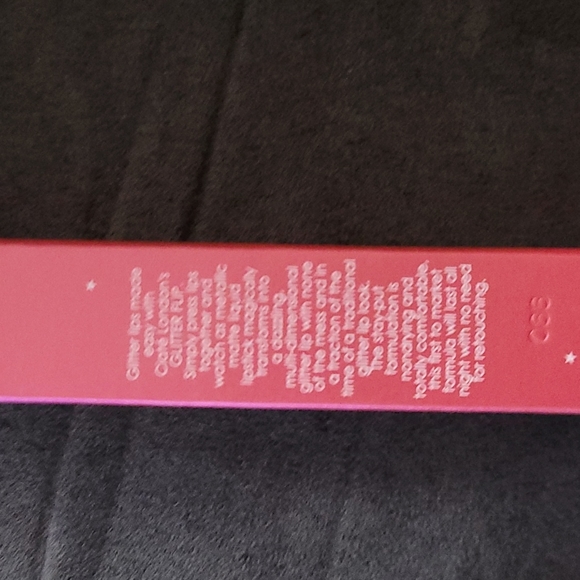 Glitter lips made
easy with
Ciaté London's
GLITTER FLIP.
Simply press lips
together and
watch as metallic
matte liquid
lipstick magically
transforms into
a dazzling,
multi-dimensional
glitter lip with none
of the mess and in
a fraction of the
time of a traditional
glitter lip look.
The stay-put
formulation is
nondrying and
totally comfortable,
this first to market
formula will last all
night with no need
for retouching.